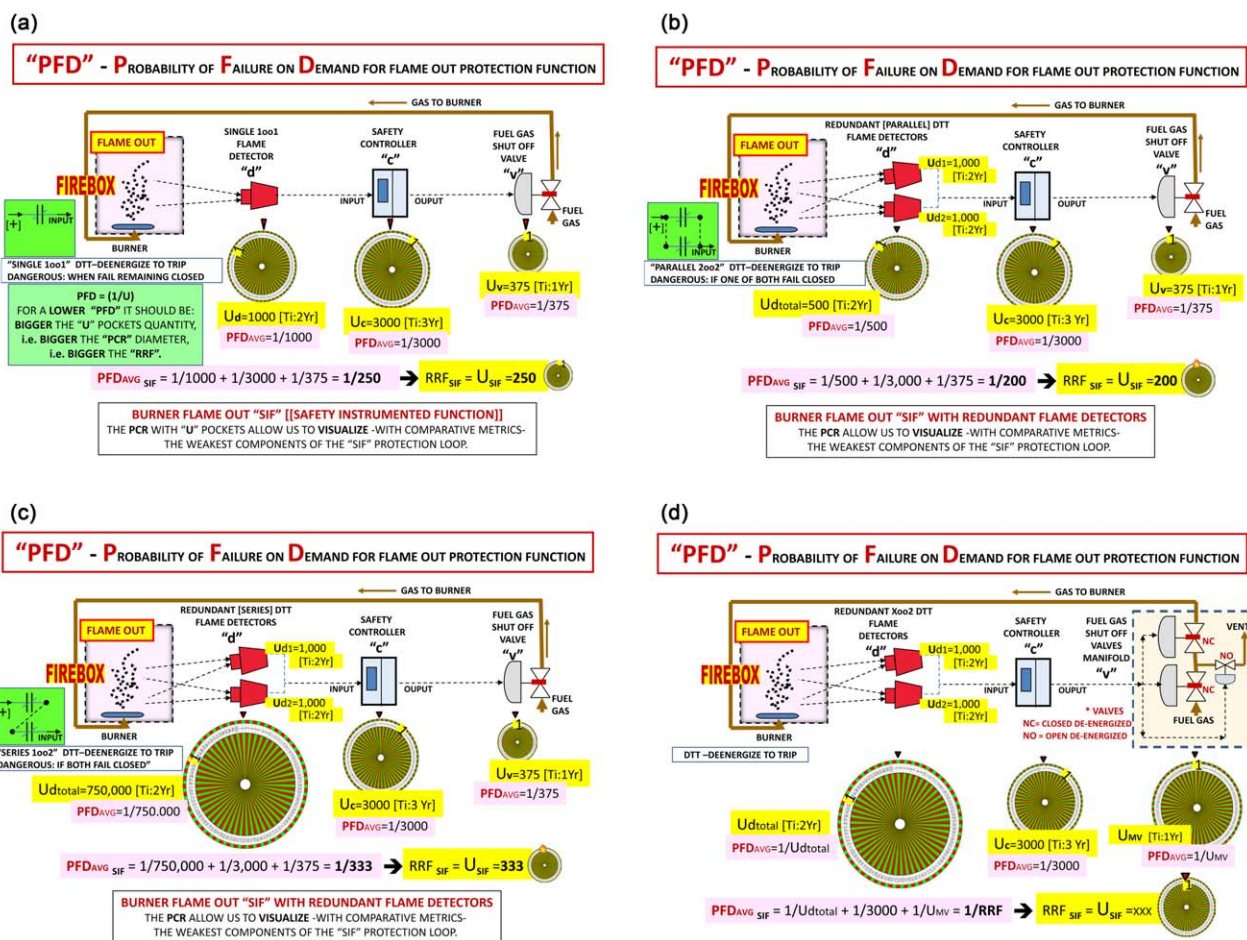 (a)
"PFD" - PROBABILITY OF FAILURE ON DEMAND FOR FLAME OUT PROTECTION FUNCTION
GAS TO BURNER
FLAME OUT
SINGLE 1oo1
FLAME
DETECTOR
"d"
SAFETY
CONTROLLER
"c"
FUEL GAS
SHUT OFF
VALVE
"v"
FIREBOX
[+]
INPUT
INPUT
OUPUT
FUEL
GAS
BURNER
"SINGLE 1oo1" DTT–DEENERGIZE TO TRIP
DANGEROUS: WHEN FAIL REMAINING CLOSED
1
1
1
PFD = (1/U)
FOR A LOWER "PFD" IT SHOULD BE:
BIGGER THE "U" POCKETS QUANTITY,
i.e. BIGGER THE "PCR" DIAMETER,
i.e. BIGGER THE "RRF".
Ud=1000 [Ti:2Yr]
PFDAVG=1/1000
Uc=3000 [Ti:3Yr]
PFDAVG=1/3000
Uv=375 [Ti:1Yr]
PFDAVG=1/375
PFDAVG SIF = 1/1000 + 1/3000 + 1/375 = 1/250 ➔ RRFSIF = USIF =250
1
BURNER FLAME OUT "SIF" [[SAFETY INSTRUMENTED FUNCTION]]
THE PCR WITH "U" POCKETS ALLOW US TO VISUALIZE -WITH COMPARATIVE METRICS-
THE WEAKEST COMPONENTS OF THE "SIF" PROTECTION LOOP.
(b)
"PFD" - PROBABILITY OF FAILURE ON DEMAND FOR FLAME OUT PROTECTION FUNCTION
GAS TO BURNER
FLAME OUT
REDUNDANT [PARALLEL] DTT
FLAME DETECTORS
"d"
Ud1=1,000
[Ti:2Yr]
Ud2=1,000
[Ti:2Yr]
SAFETY
CONTROLLER
"c"
FUEL GAS
SHUT OFF
VALVE
"v"
FIREBOX
[+]
INPUT
INPUT
OUPUT
FUEL
GAS
BURNER
"PARALLEL 2oo2" DTT–DEENERGIZE TO TRIP
DANGEROUS: IF ONE OF BOTH FAIL CLOSED
1
1
1
Udtotal=500 [Ti:2Yr]
PFDAVG=1/500
Uc=3000 [Ti:3 Yr]
PFDAVG=1/3000
Uv=375 [Ti:1Yr]
PFDAVG=1/375
PFDAVG SIF = 1/500 + 1/3,000 + 1/375 = 1/200 ➔ RRF SIF = USIF =200
BURNER FLAME OUT "SIF" WITH REDUNDANT FLAME DETECTORS
THE PCR ALLOW US TO VISUALIZE -WITH COMPARATIVE METRICS-
THE WEAKEST COMPONENTS OF THE "SIF" PROTECTION LOOP.
(c)
"PFD" - PROBABILITY OF FAILURE ON DEMAND FOR FLAME OUT PROTECTION FUNCTION
GAS TO BURNER
FLAME OUT
REDUNDANT [SERIES] DTT
FLAME DETECTORS
"d"
Ud1=1,000
[Ti:2Yr]
Ud2=1,000
[Ti:2Yr]
SAFETY
CONTROLLER
"c"
FUEL GAS
SHUT OFF
VALVE
"v"
FIREBOX
+]
INPUT
INPUT
OUPUT
FUEL
GAS
BURNER
"SERIES 1oo2" DTT–DEENERGIZE TO TRIP
DANGEROUS: IF BOTH FAIL CLOSED"
1
1
1
Udtotal=750,000 [Ti:2Yr]
PFDAVG=1/750.000
Uc=3000 [Ti:3 Yr]
PFDAVG=1/3000
Uv=375 [Ti:1Yr]
PFDAVG=1/375
PFDAVG SIF = 1/750,000 + 1/3,000 + 1/375 = 1/333 ➔ RRF SIF = USIF =333
BURNER FLAME OUT "SIF" WITH REDUNDANT FLAME DETECTORS
THE PCR ALLOW US TO VISUALIZE -WITH COMPARATIVE METRICS-
THE WEAKEST COMPONENTS OF THE "SIF" PROTECTION LOOP.
(d)
"PFD" - PROBABILITY OF FAILURE ON DEMAND FOR FLAME OUT PROTECTION FUNCTION
GAS TO BURNER
FLAME OUT
REDUNDANT Xoo2 DTT
FLAME
DETECTORS
"d"
Ud1=1,000
[Ti:2Yr]
Ud2=1,000
[Ti:2Yr]
SAFETY
CONTROLLER
"c"
FUEL GAS
SHUT OFF
VALVES
MANIFOLD
"v"
VENT
NC
NO
NC
FIREBOX
INPUT
OUPUT
FUEL GAS
BURNER
* VALVES
NC= CLOSED DE-ENERGIZED
NO = OPEN DE-ENERGIZED
DTT –DEENERGIZE TO TRIP
1
1
1
Udtotal [Ti:2Yr]
PFDAVG=1/Udtotal
Uc=3000 [Ti:3 Yr]
PFDAVG=1/3000
UMV [Ti:1Yr]
PFDAVG=1/UMV
PFDAVG SIF = 1/Udtotal + 1/3000 + 1/UMV = 1/RRF ➔ RRF SIF = USIF =xxx
1